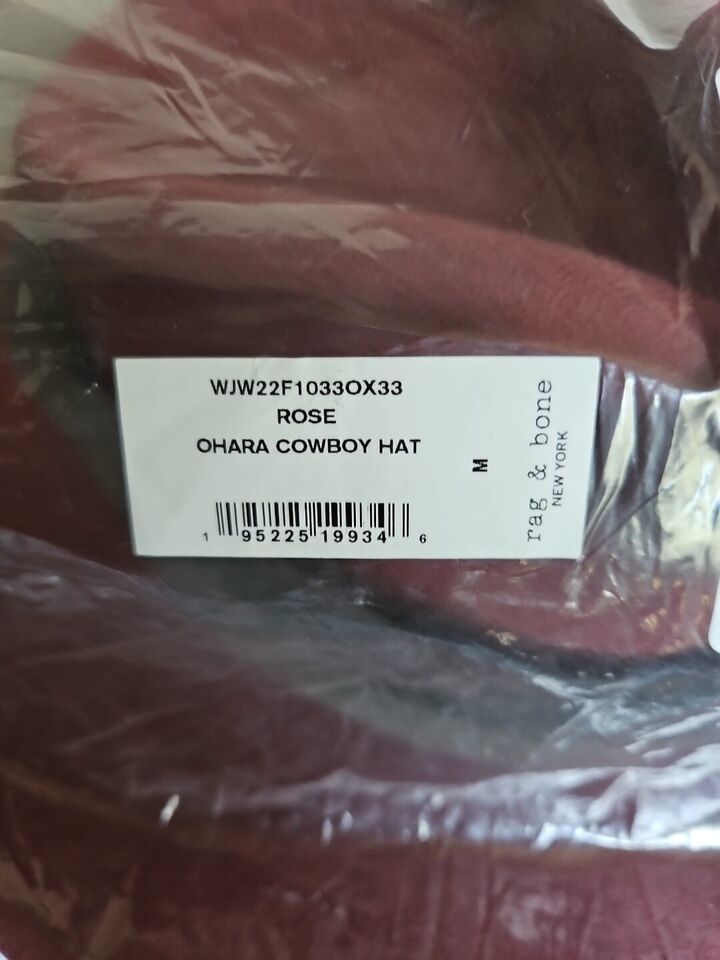 WJW22F1033OX33
ROSE
OHARA COWBOY HAT
M
rag & bone
NEW YORK
1 95225 19934 6